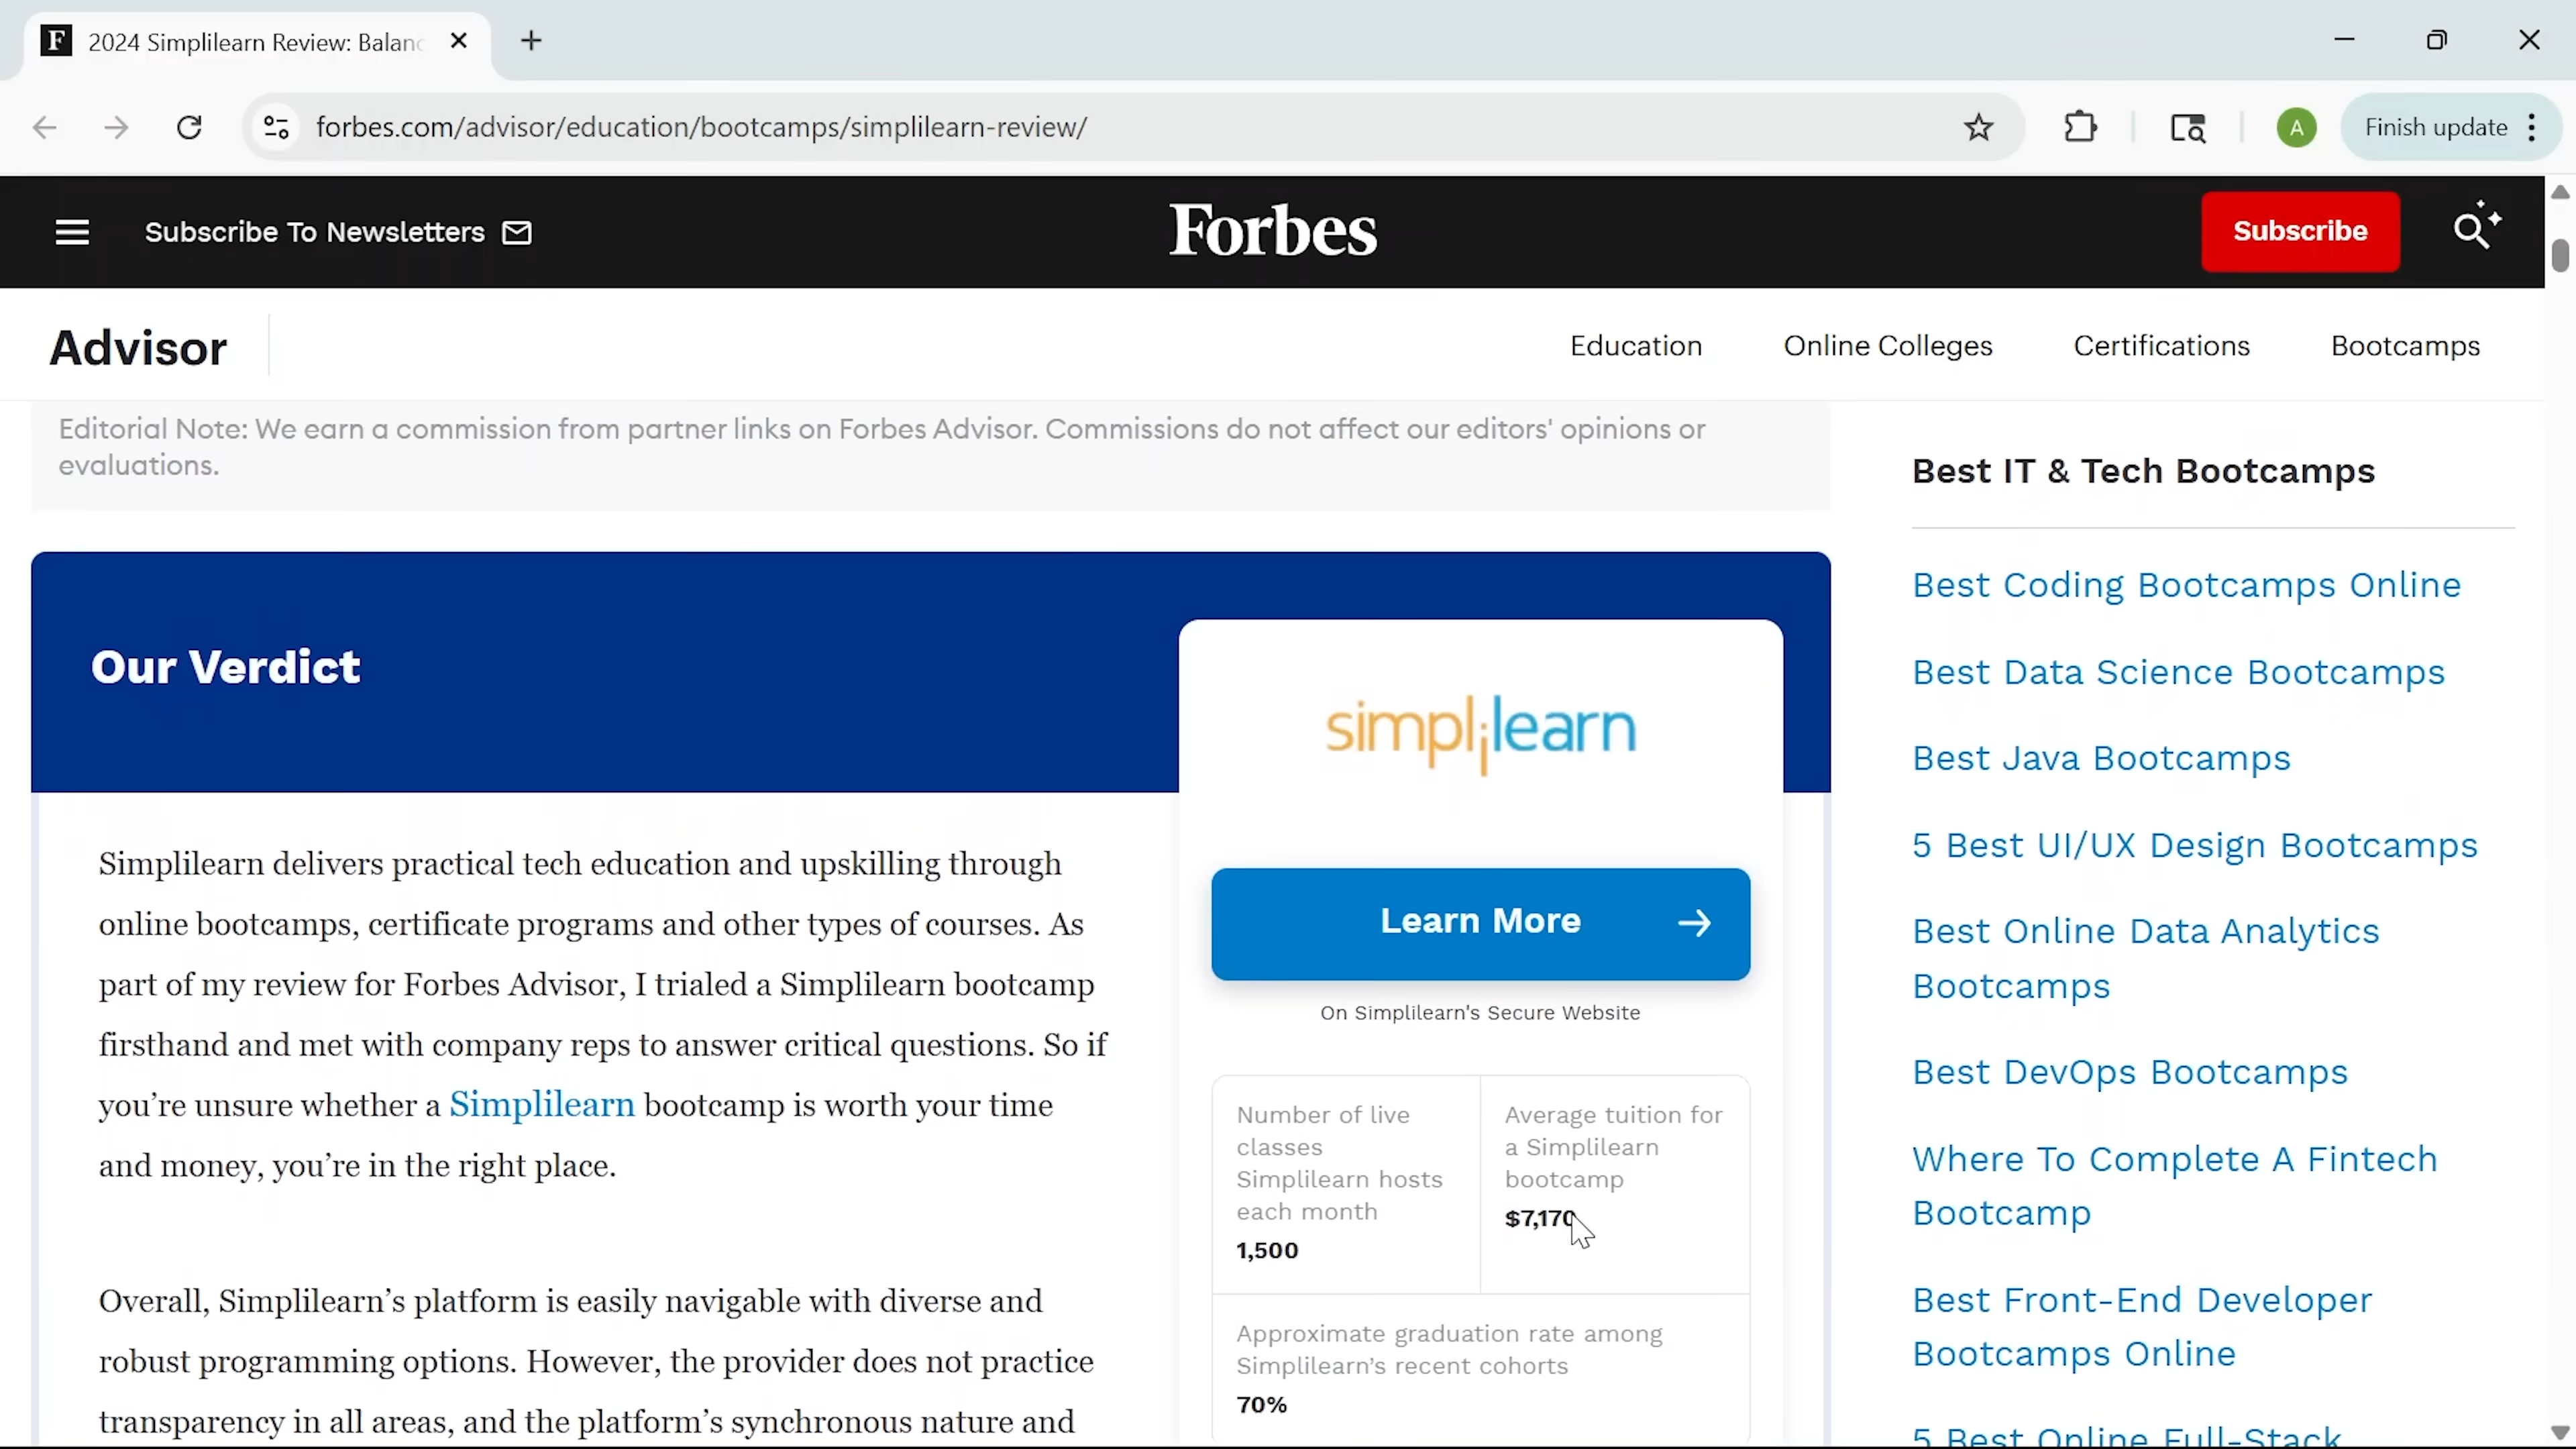 F 2024 Simplilearn Review: Balanc
forbes.com/advisor/education/bootcamps/simplilearn-review/
A
Finish update
Subscribe To Newsletters
Forbes
Subscribe
Advisor
Education
Online Colleges
Certifications
Bootcamps
Editorial Note: We earn a commission from partner links on Forbes Advisor. Commissions do not affect our editors' opinions or
evaluations.
Our Verdict
Simplilearn delivers practical tech education and upskilling through
online bootcamps, certificate programs and other types of courses. As
part of my review for Forbes Advisor, I trialed a Simplilearn bootcamp
firsthand and met with company reps to answer critical questions. So if
you’re unsure whether a Simplilearn bootcamp is worth your time
and money, you’re in the right place.
Overall, Simplilearn’s platform is easily navigable with diverse and
robust programming options. However, the provider does not practice
transparency in all areas, and the platform’s synchronous nature and
simplilearn
Learn More →
On Simplilearn's Secure Website
Number of live
classes
Simplilearn hosts
each month
1,500
Average tuition for
a Simplilearn
bootcamp
$7,170
Approximate graduation rate among
Simplilearn’s recent cohorts
70%
Best IT & Tech Bootcamps
Best Coding Bootcamps Online
Best Data Science Bootcamps
Best Java Bootcamps
5 Best UI/UX Design Bootcamps
Best Online Data Analytics
Bootcamps
Best DevOps Bootcamps
Where To Complete A Fintech
Bootcamp
Best Front-End Developer
Bootcamps Online
5 Best Online Full-Stack